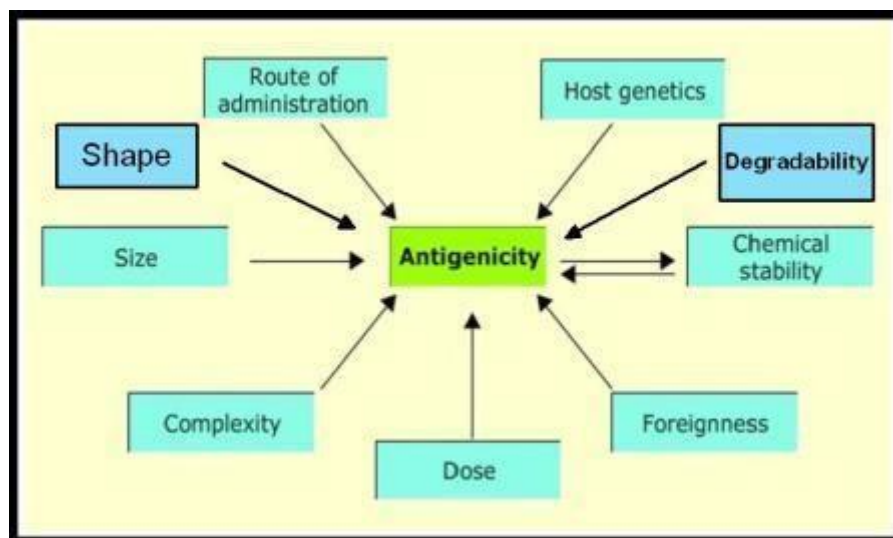 Route of
administration
Host genetics
Shape
Degradability
Size
Antigenicity
Chemical
stability
Complexity
Dose
Foreignness